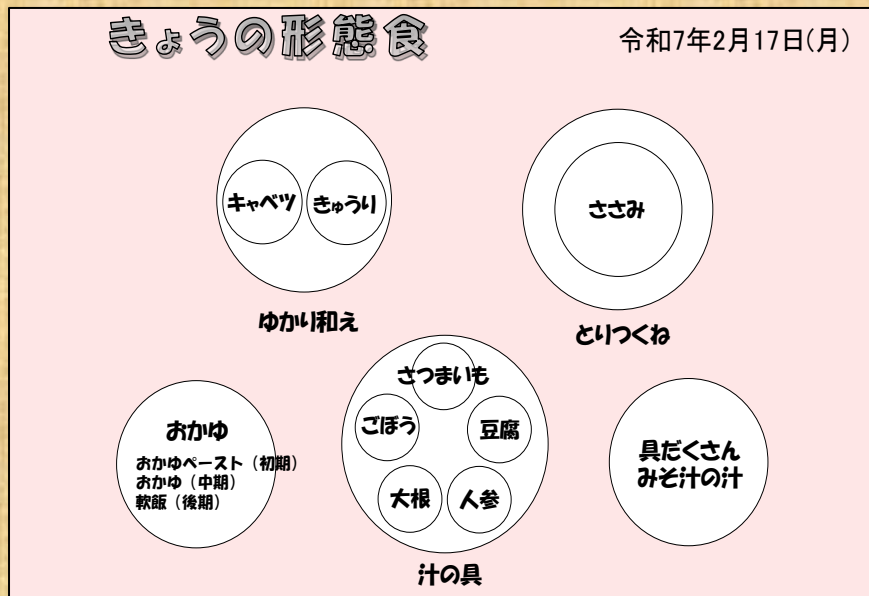 きょうの形態食
令和7年2月17日(月)
キャベツ
きゅうり
ゆかり和え
ささみ
とりつくね
おかゆ
おかゆペースト（初期）
おかゆ（中期）
軟飯（後期）
さつまいも
ごぼう
豆腐
大根
人参
汁の具
具だくさん
みそ汁の汁